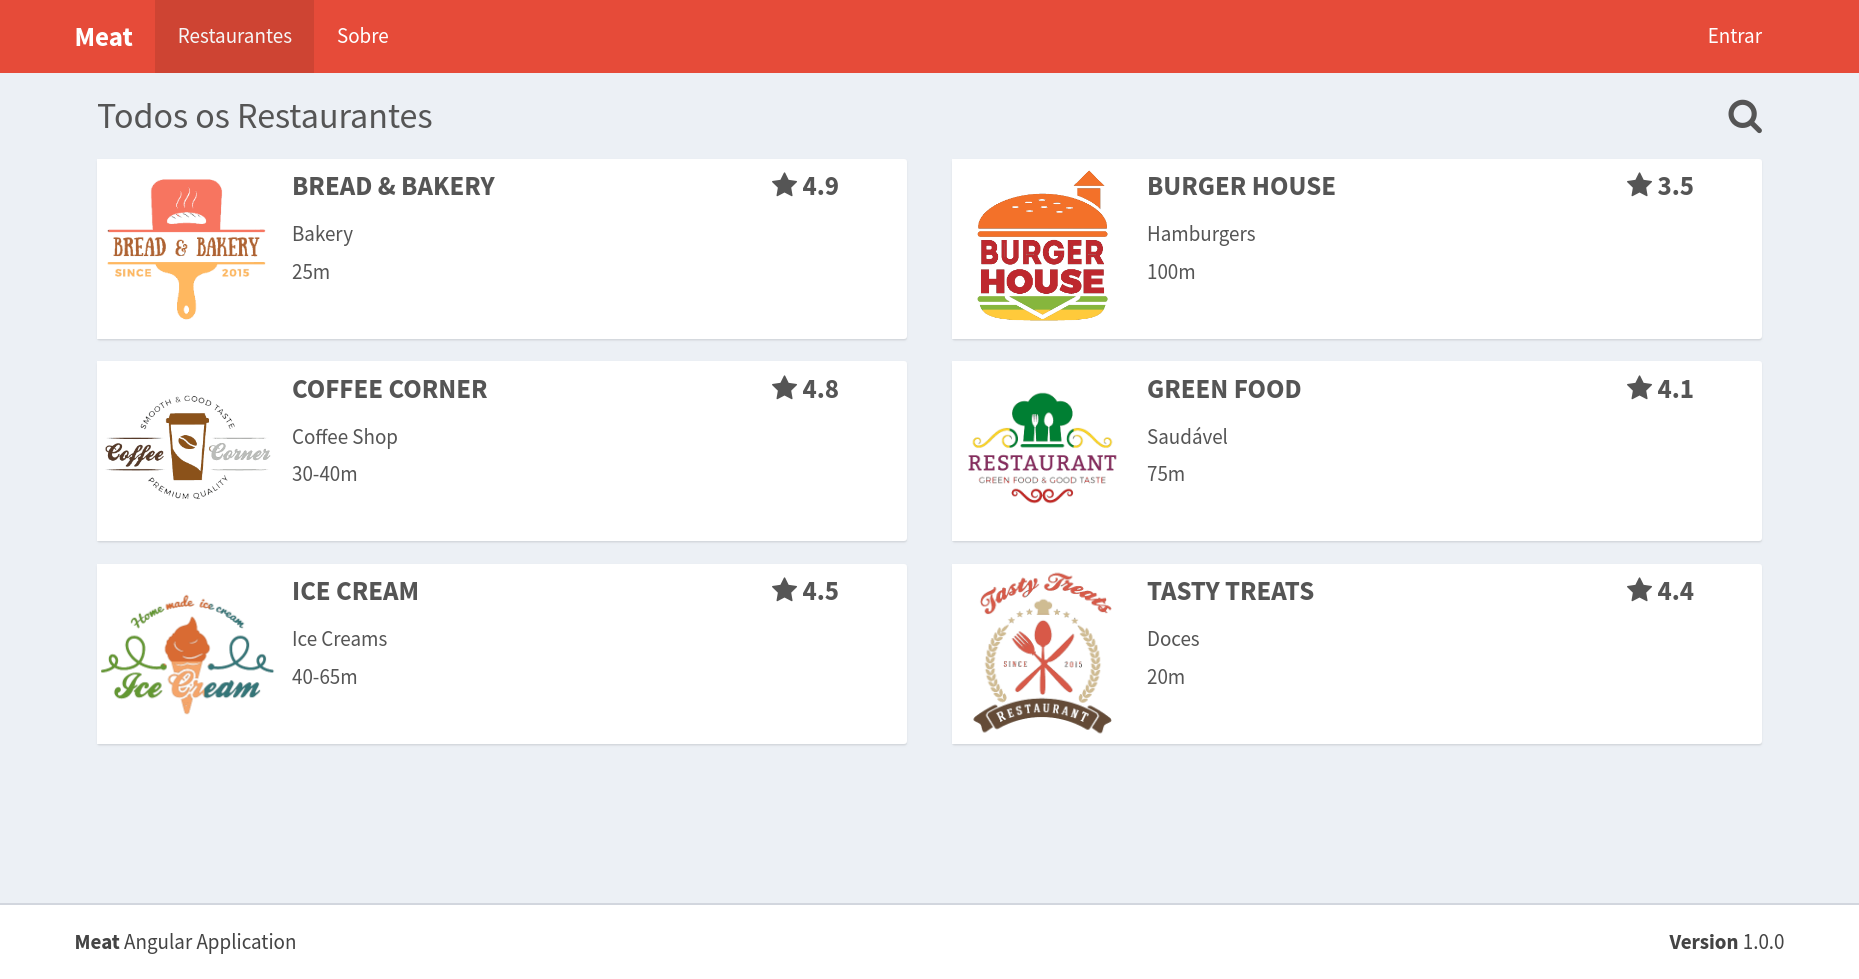 Meat Restaurantes Sobre Entrar
Todos os Restaurantes
BREAD & BAKERY
SINCE 2015
BREAD & BAKERY 4.9
Bakery
25m
BURGER
HOUSE
BURGER HOUSE 3.5
Hamburgers
100m
SMOOTH & GOOD TASTE
Coffee Corner
PREMIUM QUALITY
COFFEE CORNER 4.8
Coffee Shop
30-40m
RESTAURANT
GREEN FOOD & GOOD TASTE
GREEN FOOD 4.1
Saudável
75m
Home made ice cream
Ice Cream
ICE CREAM 4.5
Ice Creams
40-65m
Tasty Treats
SINCE 2015
RESTAURANT
TASTY TREATS 4.4
Doces
20m
Meat Angular Application Version 1.0.0